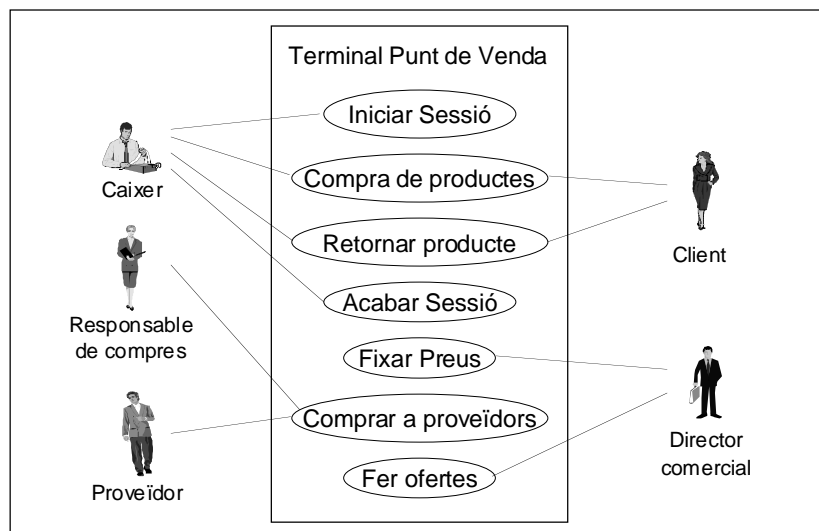 Terminal Punt de Venda
Iniciar Sessió
Caixer
Compra de productes
Retornar producte
Client
Responsable
de compres
Acabar Sessió
Fixar Preus
Comprar a proveïdors
Director
comercial
Proveïdor
Fer ofertes